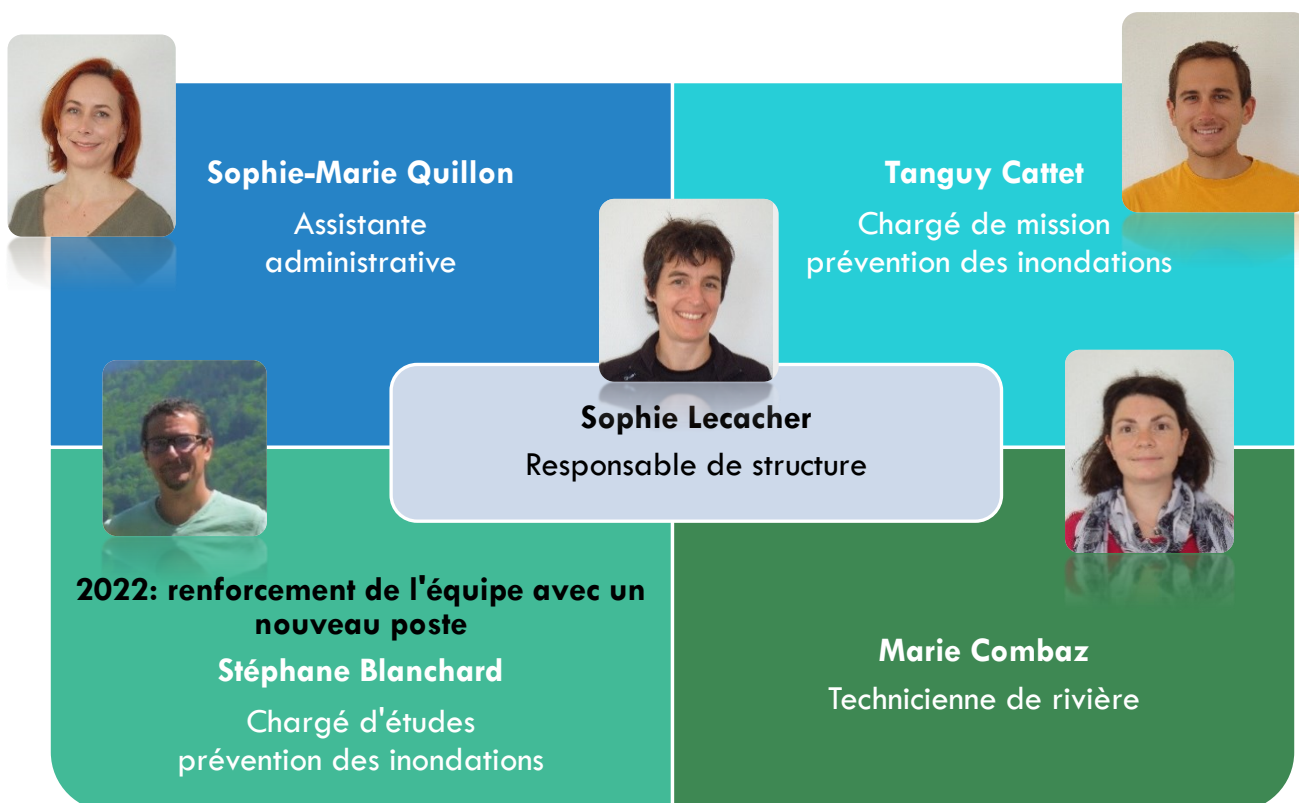 Sophie-Marie Quillon
Assistante
administrative
Tanguy Cattet
Chargé de mission
prévention des inondations
Sophie Lecacher
Responsable de structure
2022: renforcement de l'équipe avec un
nouveau poste
Stéphane Blanchard
Chargé d'études
prévention des inondations
Marie Combaz
Technicienne de rivière